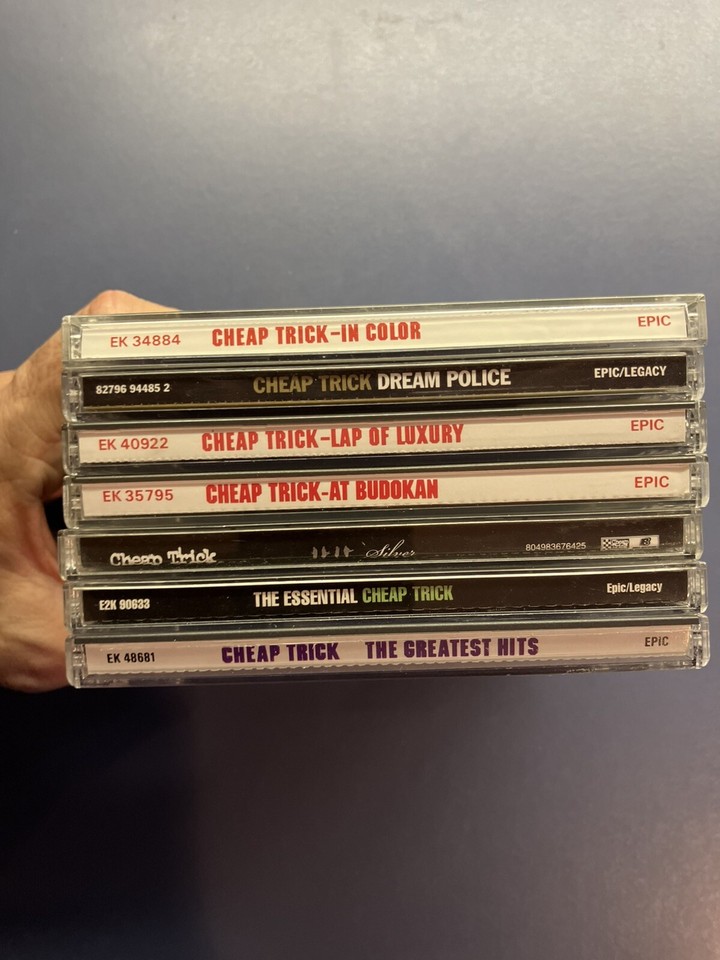 EK 34884 CHEAP TRICK-IN COLOR EPIC
82796 94485 2 CHEAP TRICK DREAM POLICE EPIC/LEGACY
EK 40922 CHEAP TRICK-LAP OF LUXURY EPIC
EK 35795 CHEAP TRICK-AT BUDOKAN EPIC
Cheap Trick Silver 804983676425
E2K 90633 THE ESSENTIAL CHEAP TRICK Epic/Legacy
EK 48681 CHEAP TRICK THE GREATEST HITS EPIC